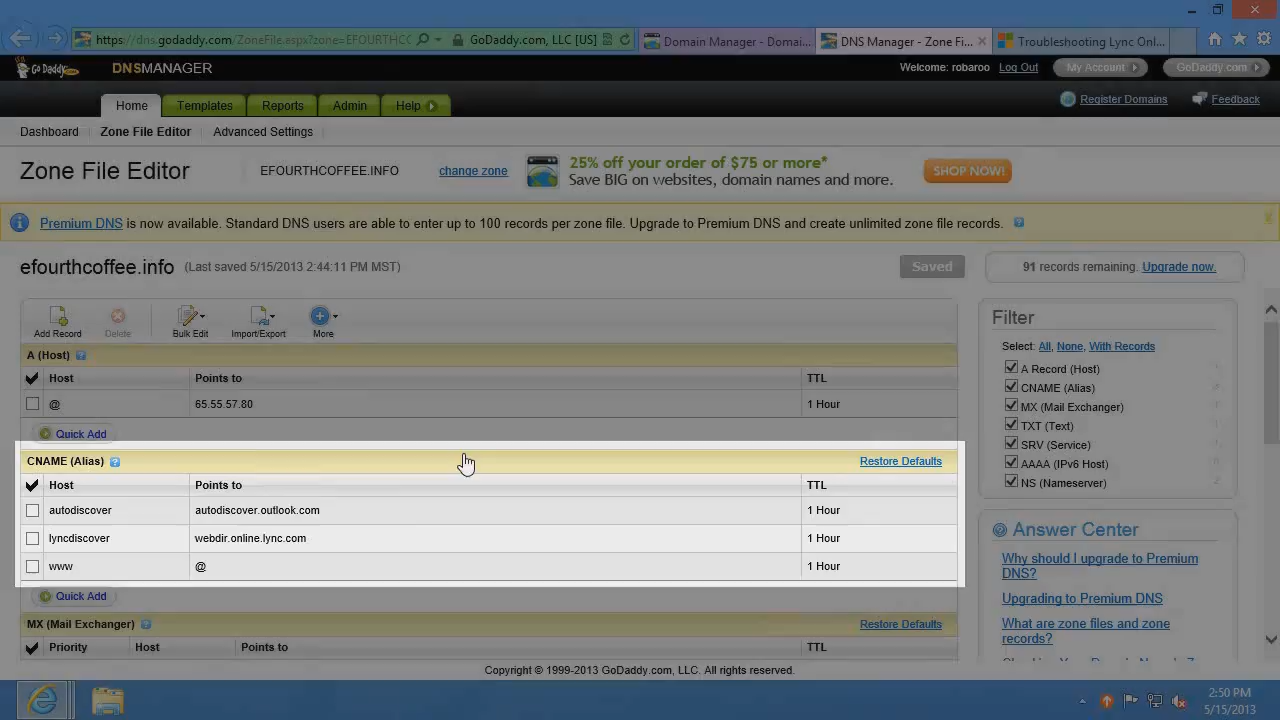 https://dns.godaddy.com/ZoneFile.espx?zone=EFOURTHCC
GoDaddy.com, LLC [US]
Domain Manager - Domai...
DNS Manager - Zone Fi...
Troubleshooting Lync Onl...
Go Daddy.com
DNSMANAGER
Welcome: robaroo
Log Out
My Account
GoDaddy.com
Home
Templates
Reports
Admin
Help
Register Domains
Feedback
Dashboard
Zone File Editor
Advanced Settings
Zone File Editor
EFOURTHCOFFEE.INFO
change zone
25% off your order of $75 or more*
Save BIG on websites, domain names and more.
SHOP NOW!
Premium DNS is now available. Standard DNS users are able to enter up to 100 records per zone file. Upgrade to Premium DNS and create unlimited zone file records.
efourthcoffee.info (Last saved 5/15/2013 2:44:11 PM MST)
Saved
91 records remaining. Upgrade now.
Add Record
Delete
Bulk Edit
Import/Export
More
A (Host)
Host Points to TTL
@ 65.55.57.80 1 Hour
Quick Add
CNAME (Alias) Restore Defaults
Host Points to TTL
autodiscover autodiscover.outlook.com 1 Hour
lyncdiscover webdir.online.lync.com 1 Hour
www @ 1 Hour
Quick Add
MX (Mail Exchanger) Restore Defaults
Priority Host Points to TTL
Filter
Select: All, None, With Records
A Record (Host)
CNAME (Alias)
MX (Mail Exchanger)
TXT (Text)
SRV (Service)
AAAA (IPv6 Host)
NS (Nameserver)
Answer Center
Why should I upgrade to Premium
DNS?
Upgrading to Premium DNS
What are zone files and zone
records?
Copyright © 1999-2013 GoDaddy.com, LLC. All rights reserved.
2:50 PM
5/15/2013